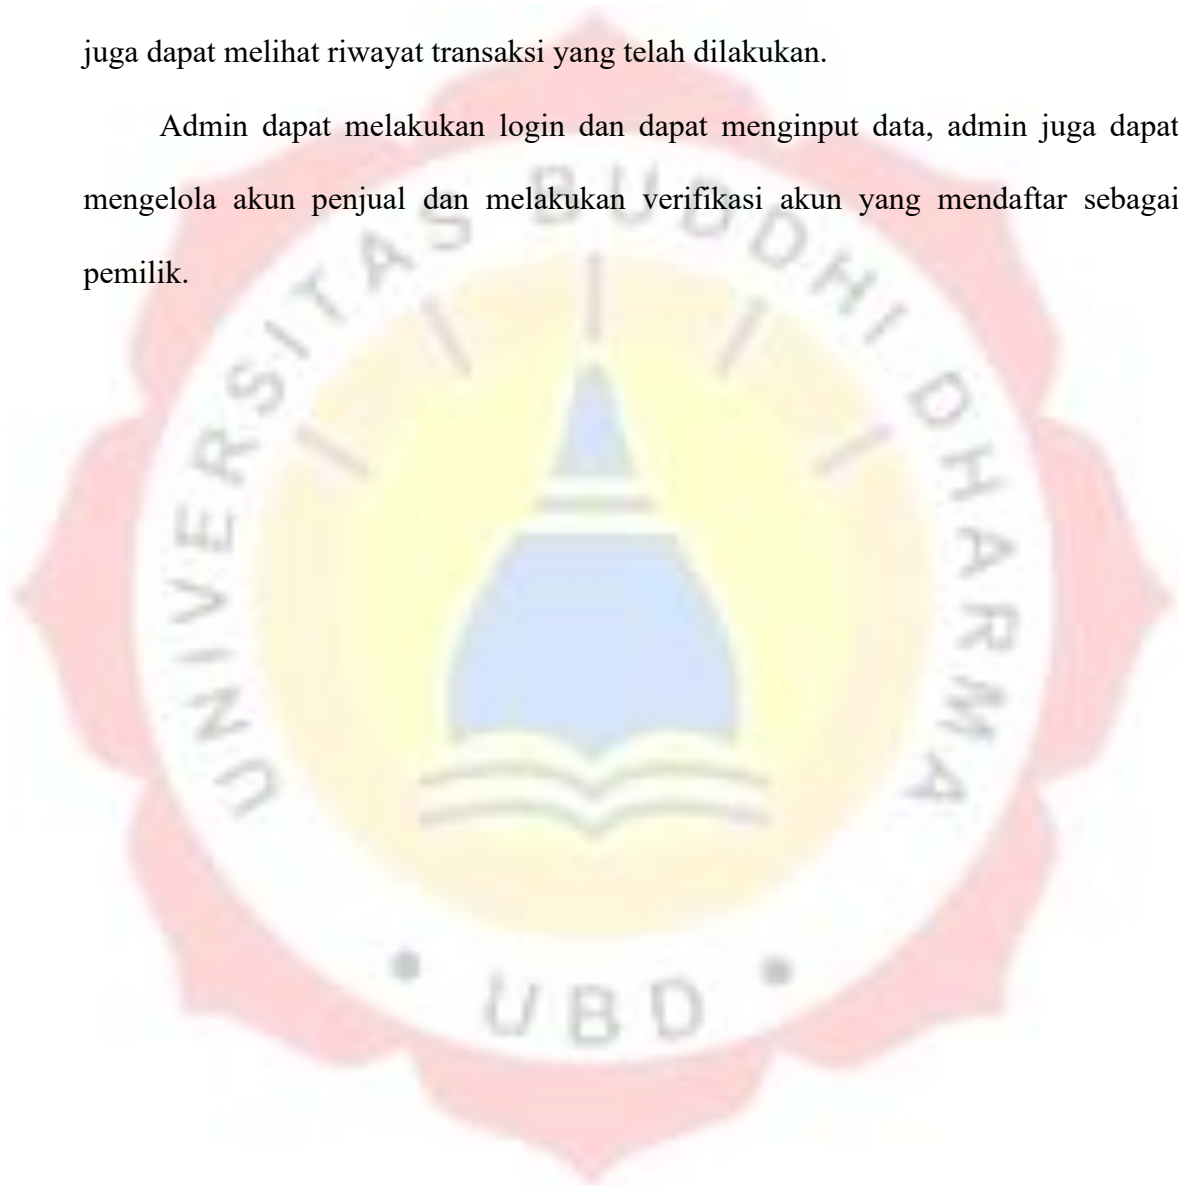 juga dapat melihat riwayat transaksi yang telah dilakukan.
Admin dapat melakukan login dan dapat menginput data, admin juga dapat
mengelola akun penjual dan melakukan verifikasi akun yang mendaftar sebagai
pemilik.
UNIVERSITAS BUDDHI DHARMA
• UBD •